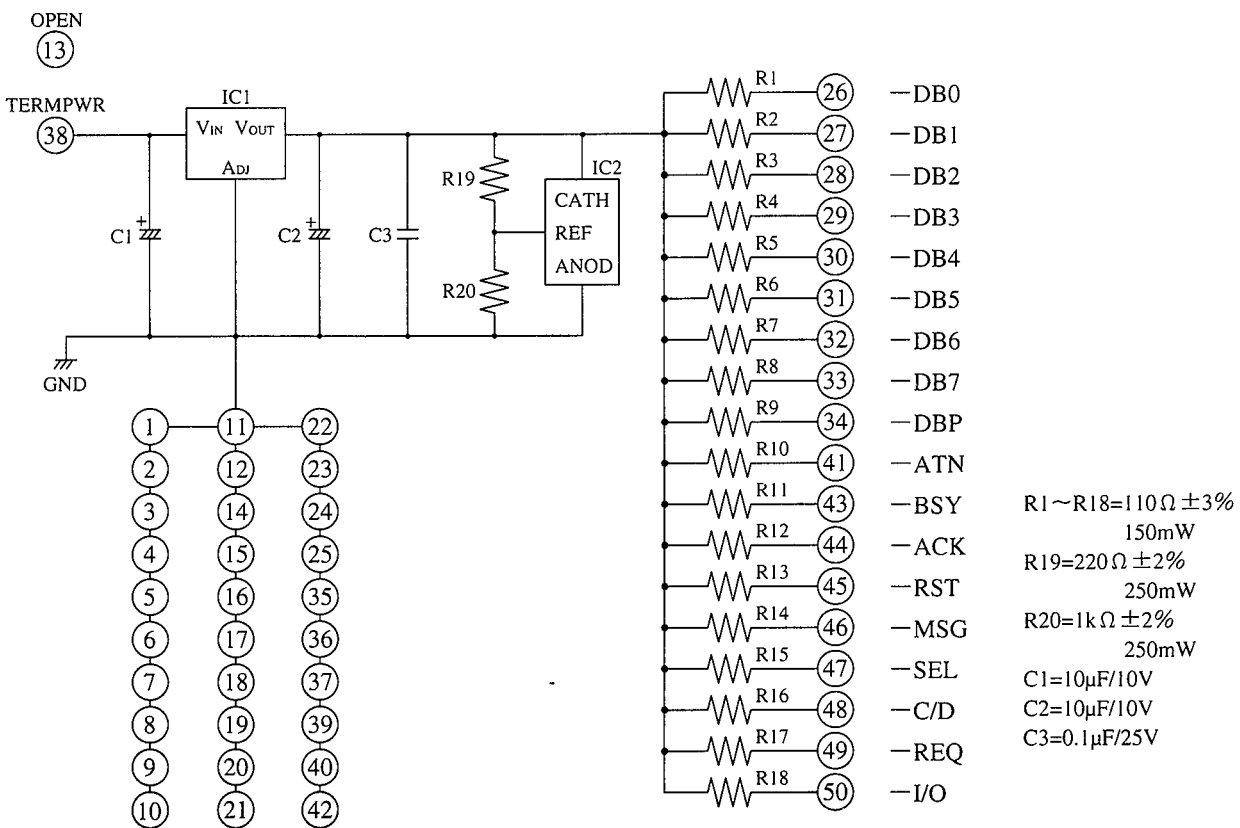 OPEN
13
TERMPWR
38
IC1
VIN VOUT
ADJ
C1
+
C2
+
C3
R19
R20
IC2
CATH
REF
ANOD
GND
1 11 22
2 12 23
3 14 24
4 15 25
5 16 35
6 17 36
7 18 37
8 19 39
9 20 40
10 21 42
R1 26 —DB0
R2 27 —DB1
R3 28 —DB2
R4 29 —DB3
R5 30 —DB4
R6 31 —DB5
R7 32 —DB6
R8 33 —DB7
R9 34 —DBP
R10 41 —ATN
R11 43 —BSY
R12 44 —ACK
R13 45 —RST
R14 46 —MSG
R15 47 —SEL
R16 48 —C/D
R17 49 —REQ
R18 50 —I/O
R1～R18=110Ω±3%
150mW
R19=220Ω±2%
250mW
R20=1kΩ±2%
250mW
C1=10μF/10V
C2=10μF/10V
C3=0.1μF/25V